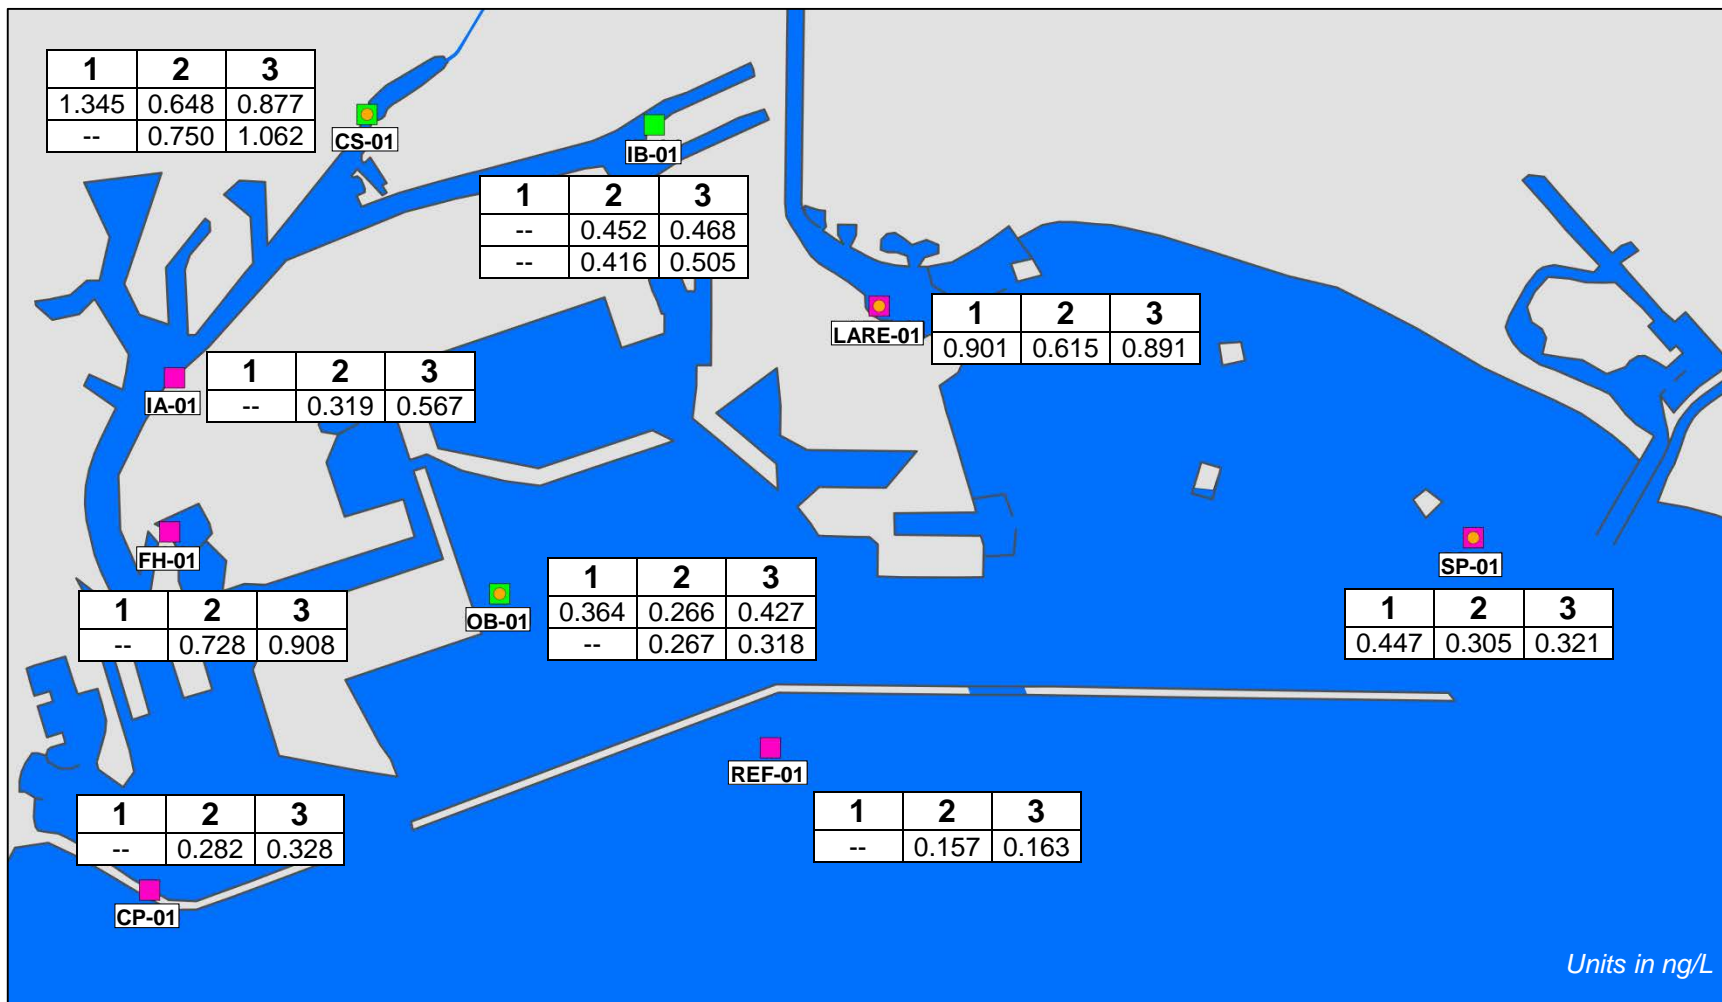 1 2 3
1.345 0.648 0.877
-- 0.750 1.062
CS-01
IB-01
1 2 3
-- 0.452 0.468
-- 0.416 0.505
LARE-01
1 2 3
0.901 0.615 0.891
IA-01
1 2 3
-- 0.319 0.567
FH-01
1 2 3
-- 0.728 0.908
OB-01
1 2 3
0.364 0.266 0.427
-- 0.267 0.318
SP-01
1 2 3
0.447 0.305 0.321
REF-01
1 2 3
-- 0.157 0.163
1 2 3
-- 0.282 0.328
CP-01
Units in ng/L